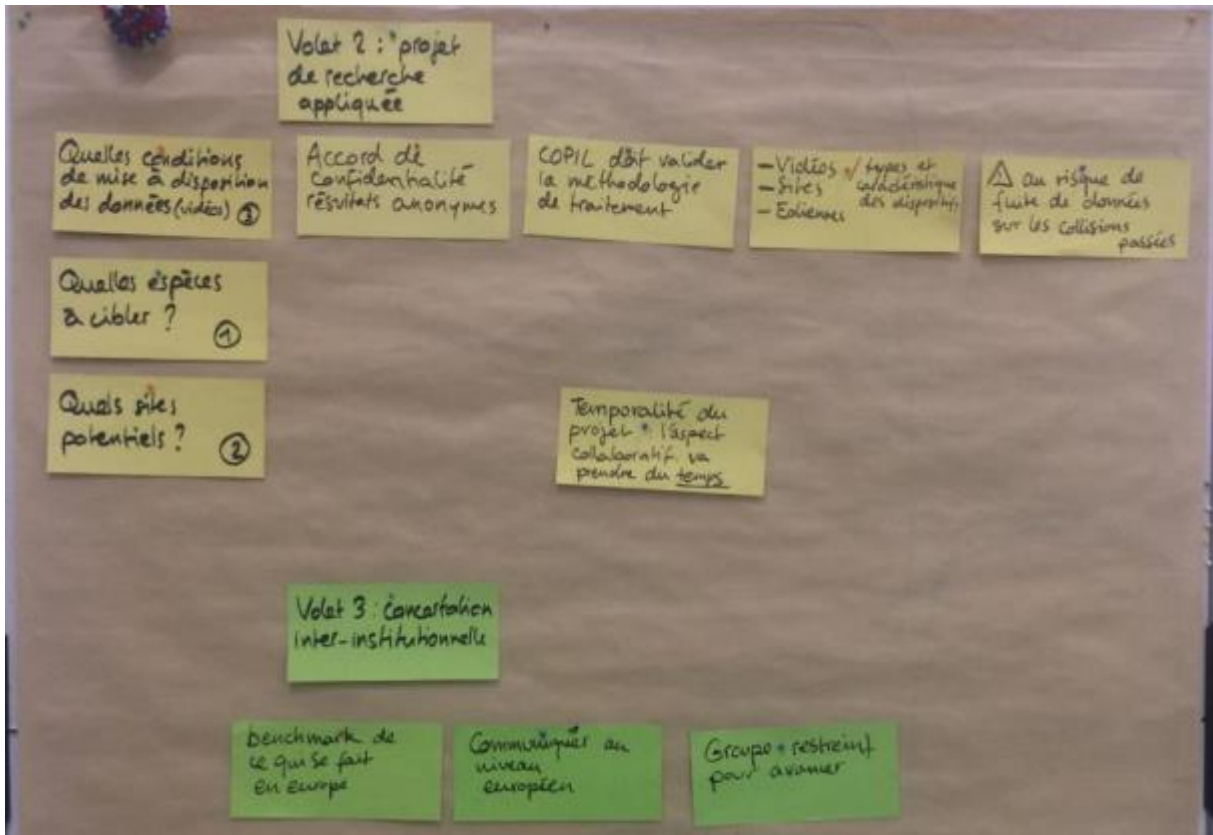 Volet 2 : projet
de recherche
appliquée
Quelles conditions
de mise à disposition
des données (vidéos) ③
Accord de
confidentialité
résultats anonymes
COPIL doit valider
la méthodologie
de traitement
— Vidéos
— Sites
— Eoliennes
types et
caractéristique
des dispositifs
⚠ au risque de
fuite de données
sur les collisions
passées
Quelles espèces
à cibler ? ①
Quels sites
potentiels ? ②
Temporalité du
projet : l'aspect
collaboratif va
prendre du temps
Volet 3 : concertation
inter-institutionnelle
benchmark de
ce qui se fait
en europe
Communiquer au
niveau
européen
Groupe restreint
pour avancer